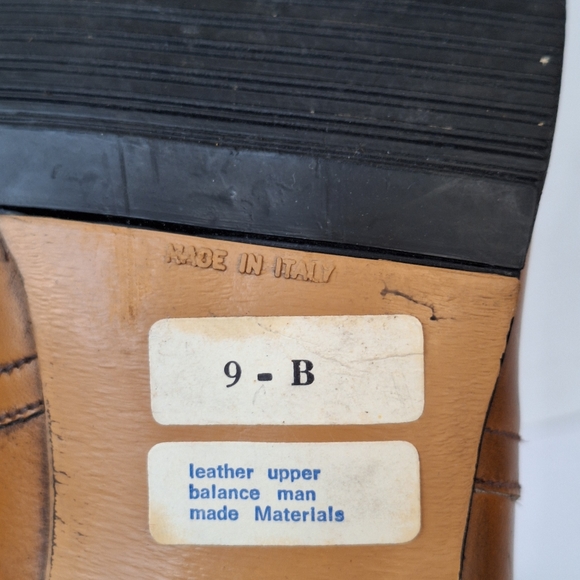 MADE IN ITALY
9 - B
leather upper
balance man
made Materials